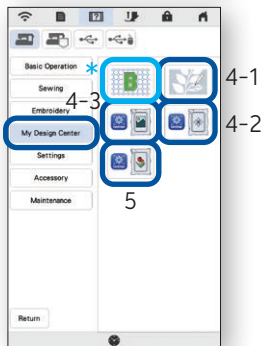 ?
Basic Operation *
Sewing
4-1
4-3
Embroidery
B
My Design Center
4-2
Settings
Accessory
5
Maintenance
Return